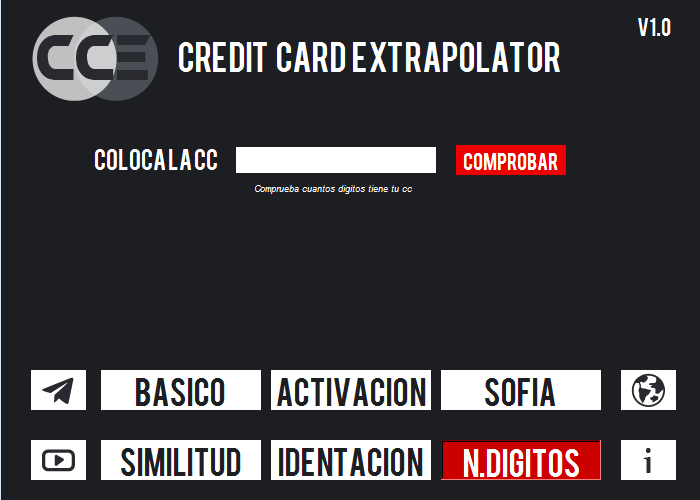 CCE
CREDIT CARD EXTRAPOLATOR
V1.0
COLOCA LA CC
COMPROBAR
Comprueba cuantos digitos tiene tu cc
BASICO
ACTIVACION
SOFIA
SIMILITUD
IDENTACION
N.DIGITOS
i